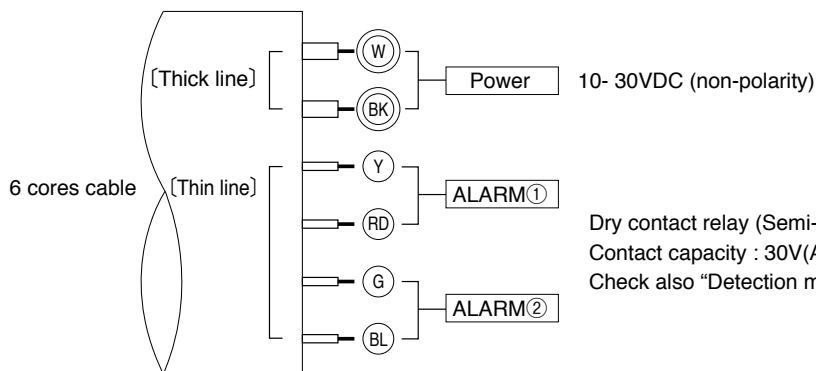 [Thick line]
W
BK
Power
10- 30VDC (non-polarity)
6 cores cable
[Thin line]
Y
RD
ALARM①
G
BL
ALARM②
Dry contact relay (Semi-
Contact capacity : 30V(A
Check also “Detection m